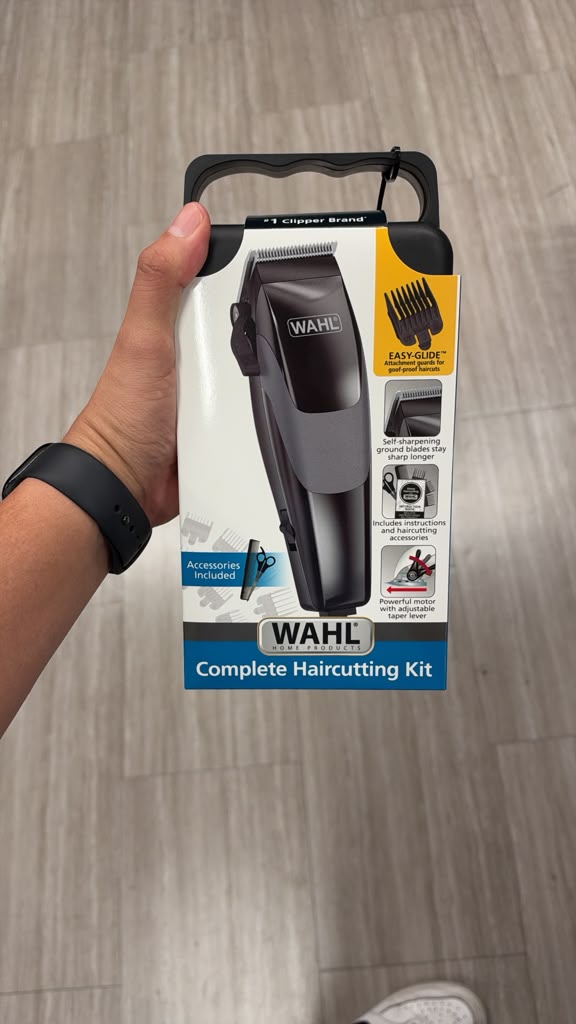 #1 Clipper Brand*
WAHL®
EASY-GLIDE™
Attachment guards for
goof-proof haircuts
Self-sharpening
ground blades stay
sharp longer
Includes instructions
and haircutting
accessories
Accessories
Included
Powerful motor
with adjustable
taper lever
WAHL®
HOME PRODUCTS
Complete Haircutting Kit